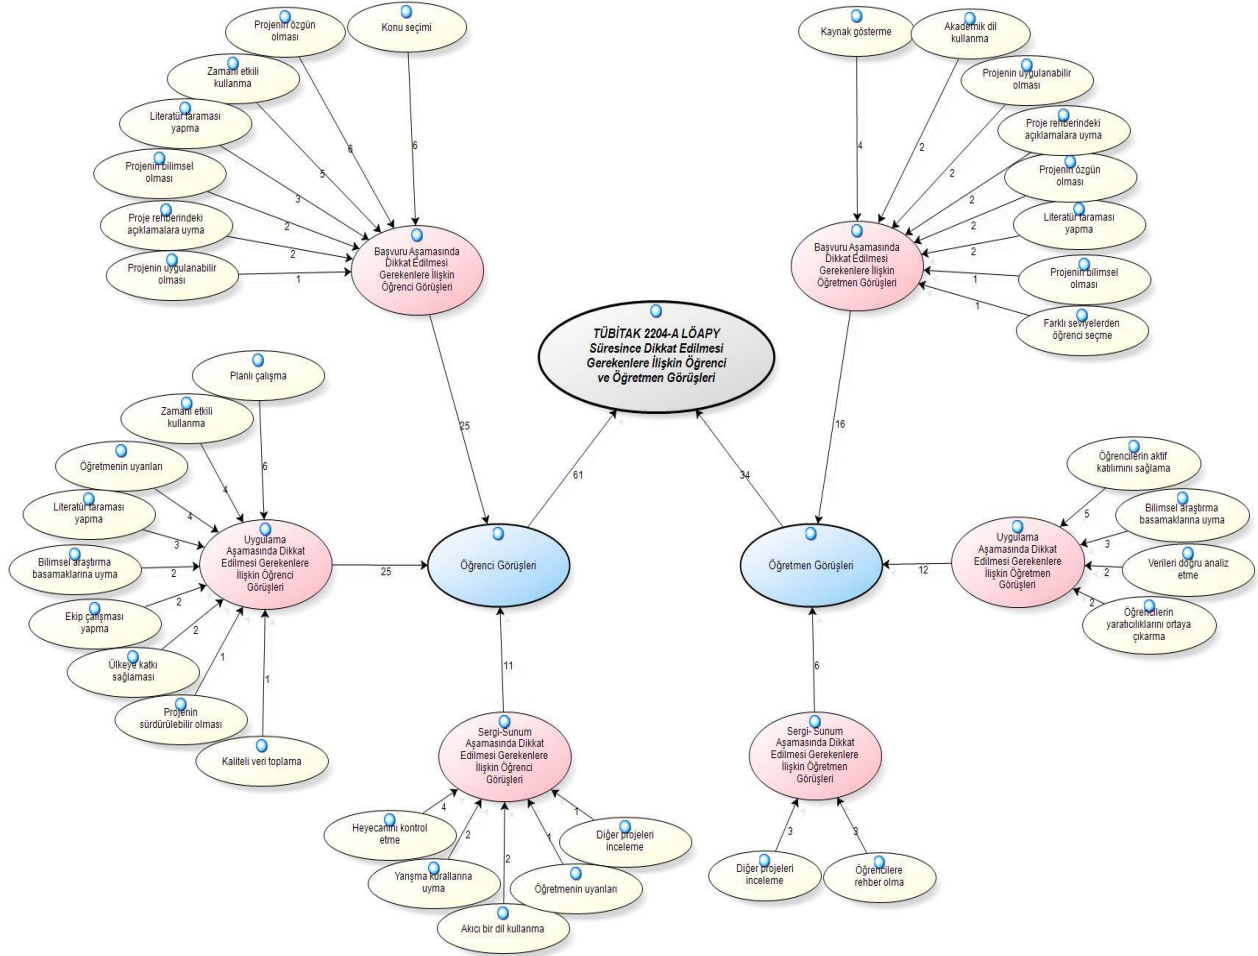 Projenin özgün
olması
Konu seçimi
Zamanı etkili
kullanma
Literatür taraması
yapma
Projenin bilimsel
olması
Proje rehberindeki
açıklamalara uyma
Projenin uygulanabilir
olması
6
6
5
3
2
2
1
Başvuru Aşamasında
Dikkat Edilmesi
Gerekenlere İlişkin
Öğrenci Görüşleri
Kaynak gösterme
Akademik dil
kullanma
Projenin uygulanabilir
olması
Proje rehberindeki
açıklamalara uyma
Projenin özgün
olması
Literatür taraması
yapma
Projenin bilimsel
olması
Farklı seviyelerden
öğrenci seçme
4
2
2
2
2
2
1
1
Başvuru Aşamasında
Dikkat Edilmesi
Gerekenlere İlişkin
Öğretmen Görüşleri
TÜBİTAK 2204-A LÖAPY
Süresince Dikkat Edilmesi
Gerekenlere İlişkin Öğrenci
ve Öğretmen Görüşleri
25
16
61
34
Planlı çalışma
Zamanı etkili
kullanma
Öğretmenin uyarıları
Literatür taraması
yapma
Bilimsel araştırma
basamaklarına uyma
Ekip çalışması
yapma
Ülkeye katkı
sağlaması
Projenin
sürdürülebilir olması
Kaliteli veri toplama
6
4
4
3
2
2
2
1
1
Uygulama
Aşamasında Dikkat
Edilmesi Gerekenlere
İlişkin Öğrenci
Görüşleri
25
Öğrenci Görüşleri
Öğretmen Görüşleri
12
Uygulama
Aşamasında Dikkat
Edilmesi Gerekenlere
İlişkin Öğretmen
Görüşleri
Öğrencilerin aktif
katılımını sağlama
Bilimsel araştırma
basamaklarına uyma
Verileri doğru analiz
etme
Öğrencilerin
yaratıcılıklarını ortaya
çıkarma
5
3
2
2
11
6
Sergi-Sunum
Aşamasında Dikkat
Edilmesi Gerekenlere
İlişkin Öğrenci
Görüşleri
4
2
2
1
1
Heyecanını kontrol
etme
Yarışma kurallarına
uyma
Akıcı bir dil kullanma
Öğretmenin uyarıları
Diğer projeleri
inceleme
Sergi- Sunum
Aşamasında Dikkat
Edilmesi Gerekenlere
İlişkin Öğretmen
Görüşleri
3
3
Diğer projeleri
inceleme
Öğrencilere
rehber olma